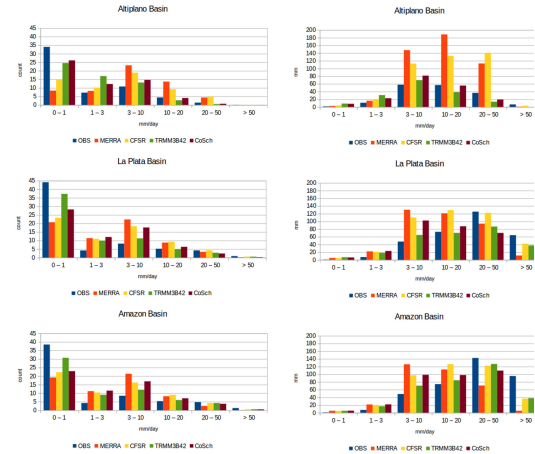 Altiplano Basin
45
40
35
30
25
20
15
10
5
0
count
0 – 1 1 – 3 3 – 10 10 – 20 20 – 50 > 50
mm/day
OBS MERRA CFSR TRMM3B42 CoSch
Altiplano Basin
200
180
160
140
120
100
80
60
40
20
0
mm
0 – 1 1 – 3 3 – 10 10 – 20 20 – 50 > 50
mm/day
OBS MERRA CFSR TRMM3B42 CoSch
La Plata Basin
45
40
35
30
25
20
15
10
5
0
count
0 – 1 1 – 3 3 – 10 10 – 20 20 – 50 > 50
mm/day
OBS MERRA CFSR TRMM3B42 CoSch
La Plata Basin
200
180
160
140
120
100
80
60
40
20
0
mm
0 – 1 1 – 3 3 – 10 10 – 20 20 – 50 > 50
mm/day
OBS MERRA CFSR TRMM3B42 CoSch
Amazon Basin
45
40
35
30
25
20
15
10
5
0
count
0 – 1 1 – 3 3 – 10 10 – 20 20 – 50 > 50
mm/day
OBS MERRA CFSR TRMM3B42 CoSch
Amazon Basin
200
180
160
140
120
100
80
60
40
20
0
mm
0 – 1 1 – 3 3 – 10 10 – 20 20 – 50 > 50
mm/day
OBS MERRA CFSR TRMM3B42 CoSch